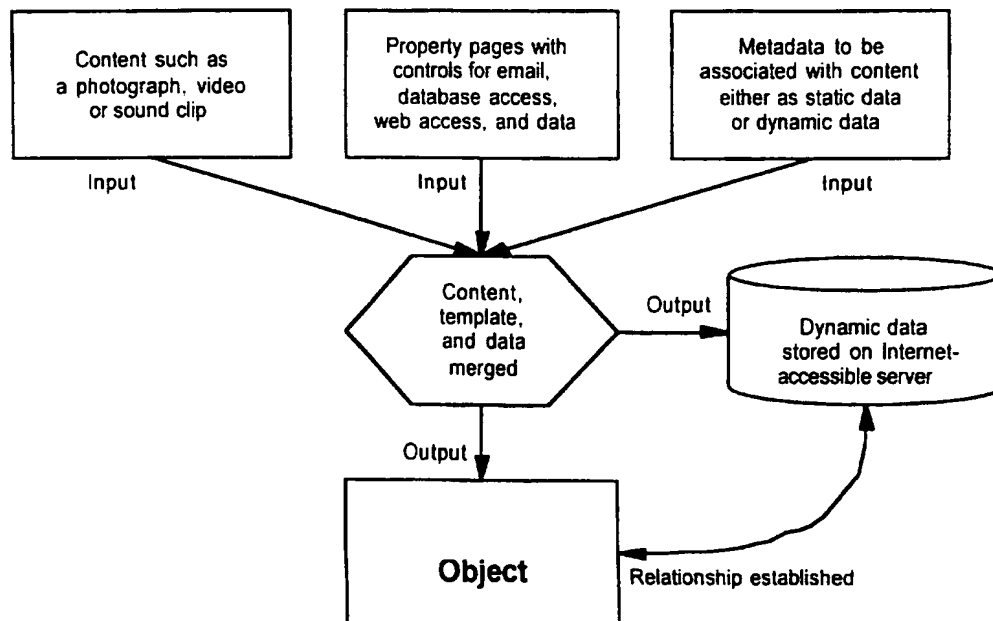 Content such as
a photograph, video
or sound clip
Property pages with
controls for email,
database access,
web access, and data
Metadata to be
associated with content
either as static data
or dynamic data
Input
Input
Input
Content,
template,
and data
merged
Output
Dynamic data
stored on Internet-
accessible server
Output
Object
Relationship established